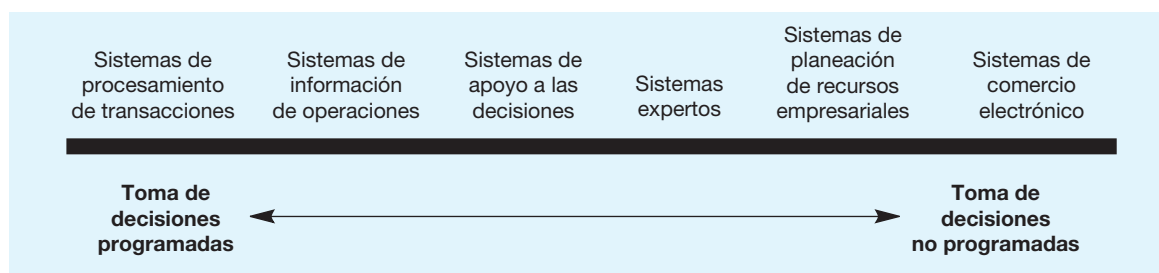 Sistemas de
procesamiento
de transacciones
Sistemas de
información
de operaciones
Sistemas de
apoyo a las
decisiones
Sistemas
expertos
Sistemas de
planeación
de recursos
empresariales
Sistemas de
comercio
electrónico
Toma de
decisiones
programadas
Toma de
decisiones
no programadas